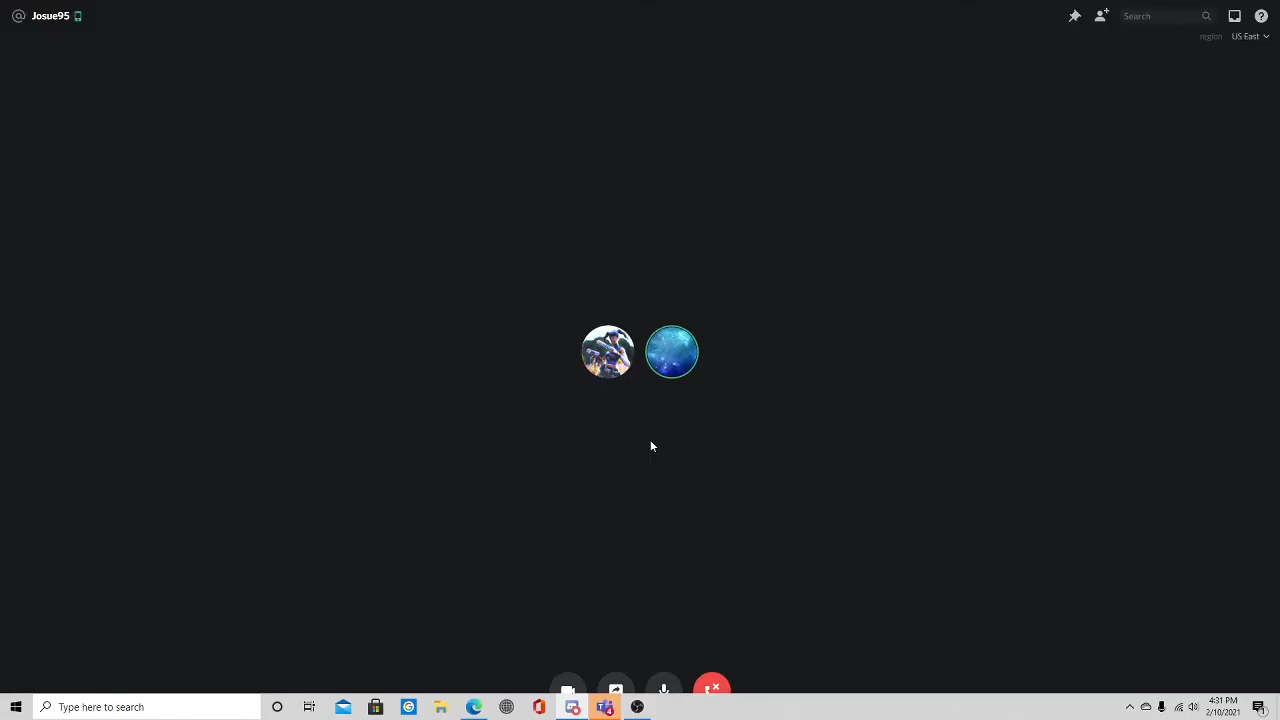 Josue95
Search
region US East
Type here to search
4:31 PM
2/10/2021